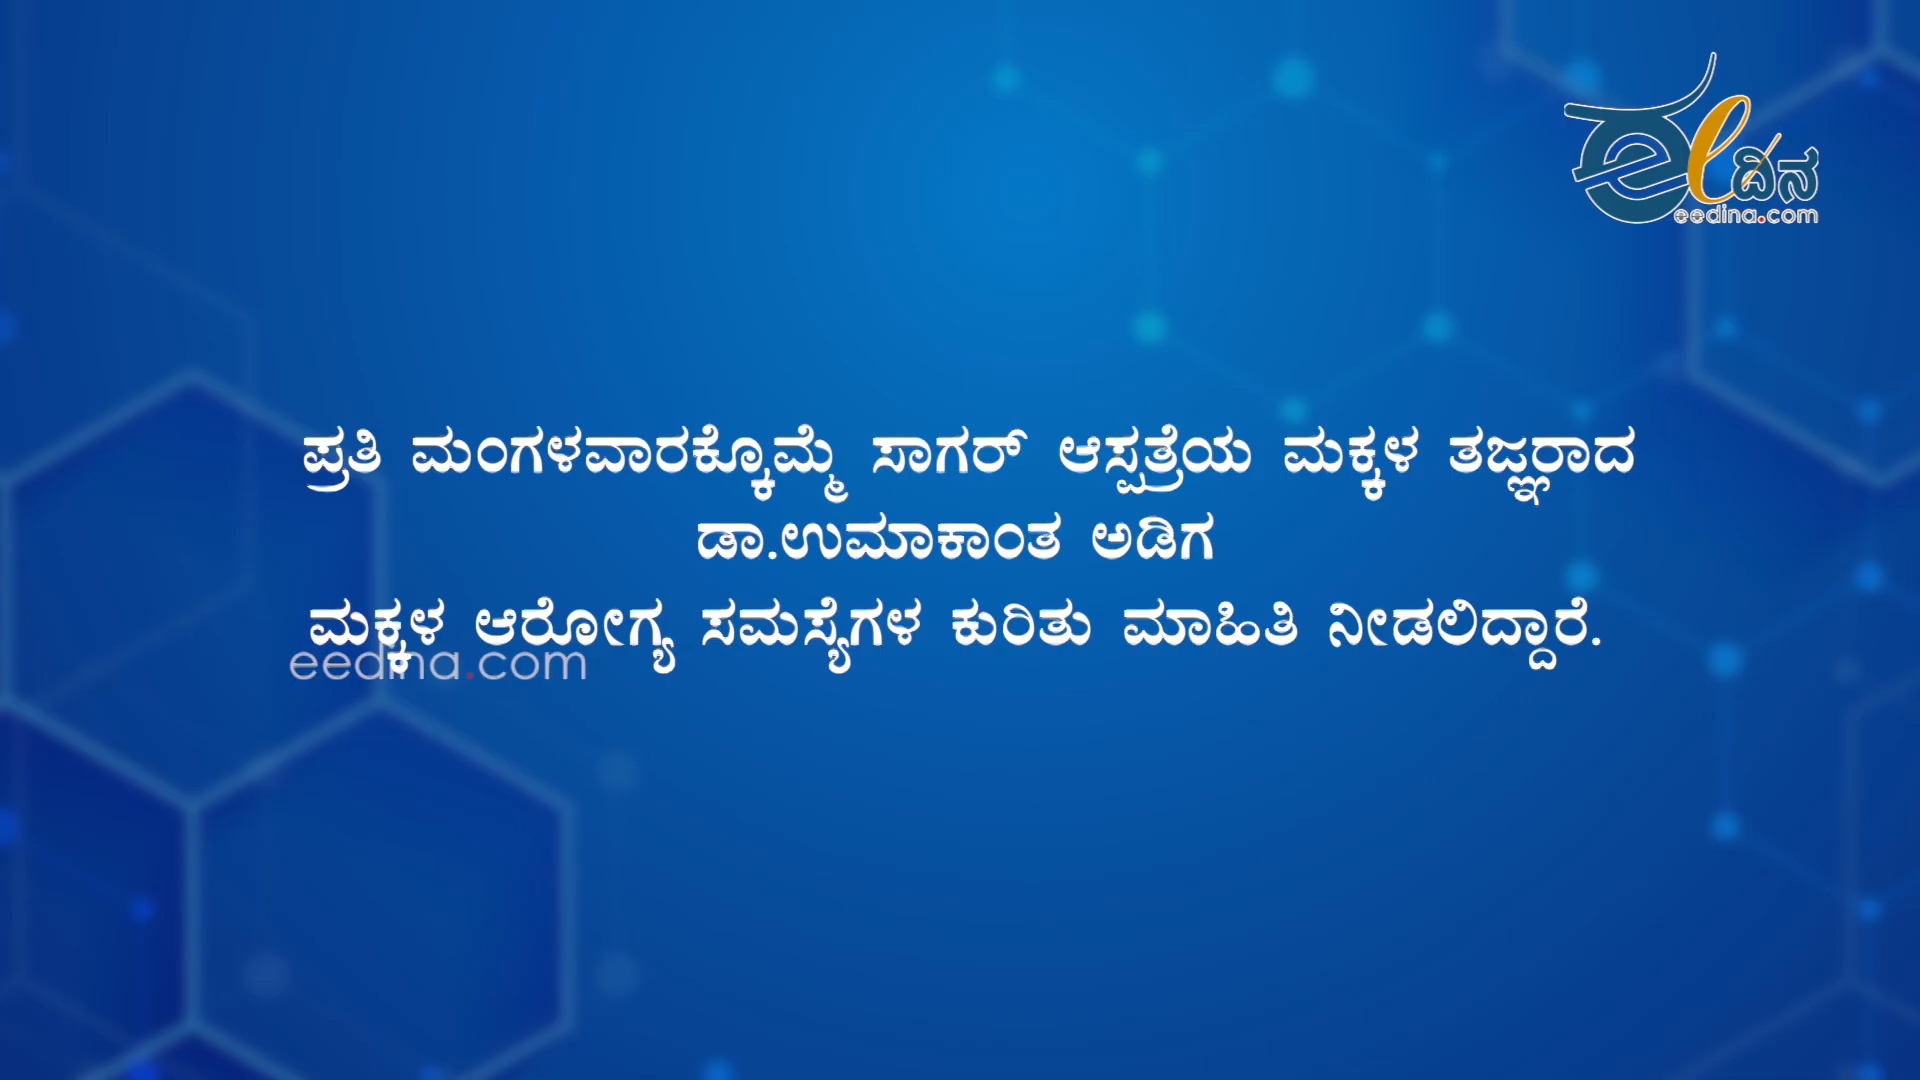 ಈ ದಿನ
eedina.com
ಪ್ರತಿ ಮಂಗಳವಾರಕ್ಕೊಮ್ಮೆ ಸಾಗರ್ ಆಸ್ಪತ್ರೆಯ ಮಕ್ಕಳ ತಜ್ಞರಾದ
ಡಾ.ಉಮಾಕಾಂತ ಅಡಿಗ
ಮಕ್ಕಳ ಆರೋಗ್ಯ ಸಮಸ್ಯೆಗಳ ಕುರಿತು ಮಾಹಿತಿ ನೀಡಲಿದ್ದಾರೆ.
eedina.com